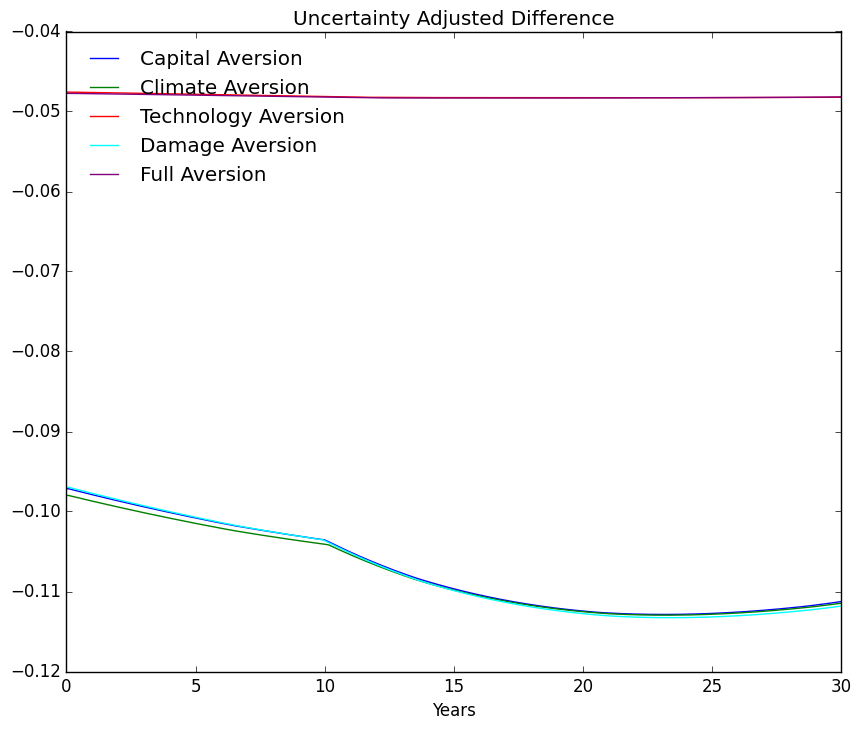 Uncertainty Adjusted Difference
−0.04
Capital Aversion
Climate Aversion
−0.05
Technology Aversion
Damage Aversion
Full Aversion
−0.06
−0.07
−0.08
−0.09
−0.10
−0.11
−0.12
0 5 10 15 20 25 30
Years